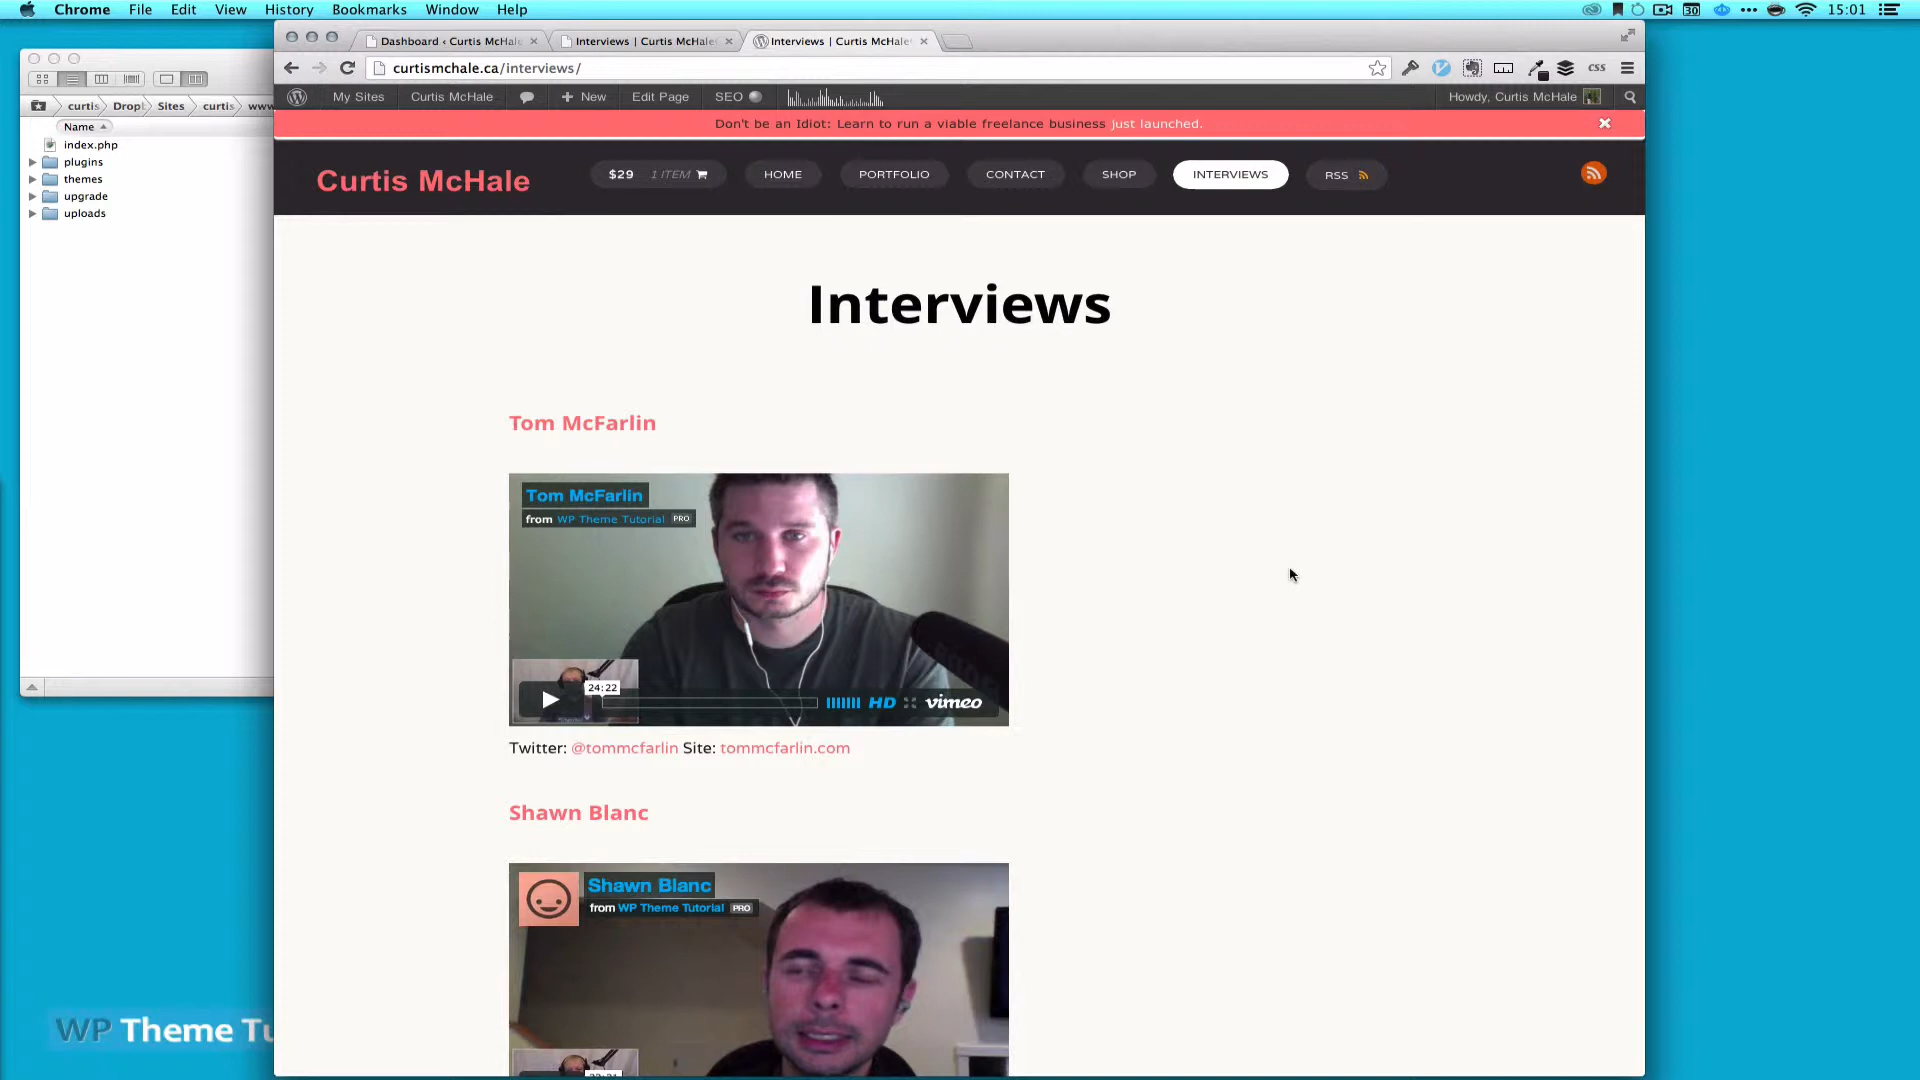 Chrome File Edit View History Bookmarks Window Help
30 15:01
Dashboard ‹ Curtis McHale
Interviews | Curtis McHale
Interviews | Curtis McHale
curtismchale.ca/interviews/
CSS
curtis Drop Sites curtis www
Name
index.php
plugins
themes
upgrade
uploads
My Sites Curtis McHale New Edit Page SEO Howdy, Curtis McHale
Don't be an Idiot: Learn to run a viable freelance business just launched.
Curtis McHale
$29 1 ITEM HOME PORTFOLIO CONTACT SHOP INTERVIEWS RSS
Interviews
Tom McFarlin
Tom McFarlin
from WP Theme Tutorial PRO
24:22
HD vimeo
Twitter: @tommcfarlin Site: tommcfarlin.com
Shawn Blanc
Shawn Blanc
from WP Theme Tutorial PRO
WP Theme Tu